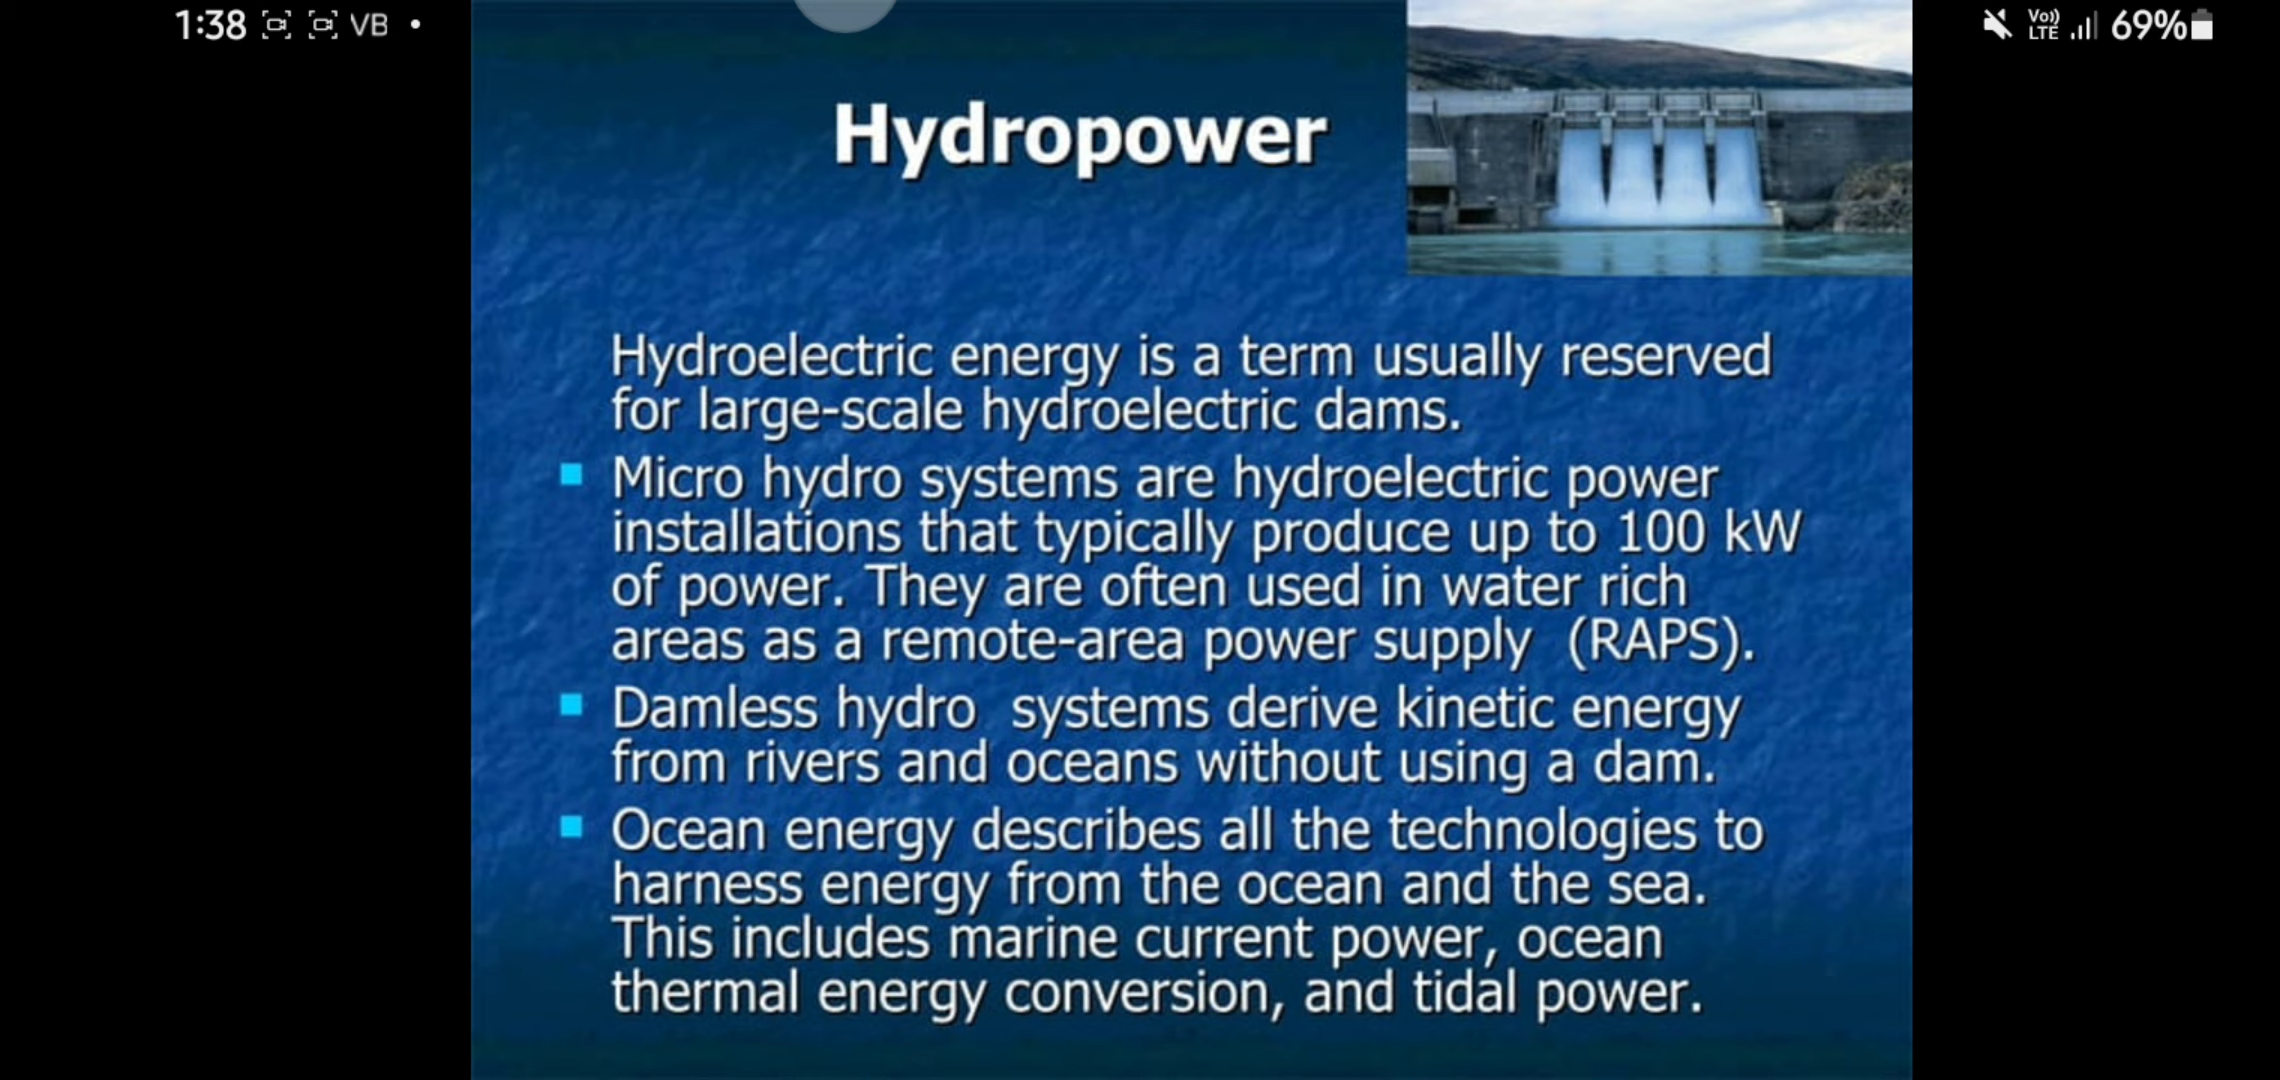 1:38 VB •
Vo)) LTE 69%
Hydropower
Hydroelectric energy is a term usually reserved
for large-scale hydroelectric dams.
Micro hydro systems are hydroelectric power
installations that typically produce up to 100 kW
of power. They are often used in water rich
areas as a remote-area power supply (RAPS).
Damless hydro systems derive kinetic energy
from rivers and oceans without using a dam.
Ocean energy describes all the technologies to
harness energy from the ocean and the sea.
This includes marine current power, ocean
thermal energy conversion, and tidal power.